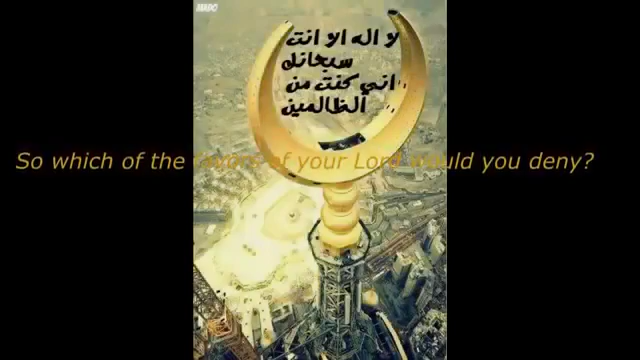 MARO
لا اله الا انت
سبحانك
اني كنت من
الظالمين
So which of the favors of your Lord would you deny?